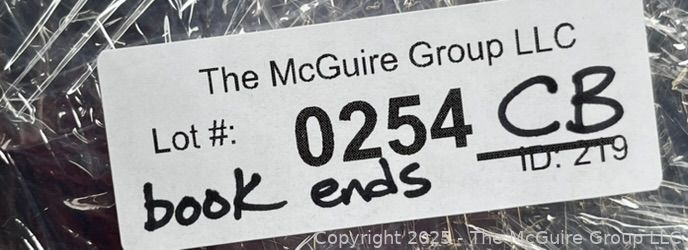 The McGuire Group LLC
Lot #: 0254 CB
ID: 219
book ends
Copyright 2025 - The McGuire Group LLC